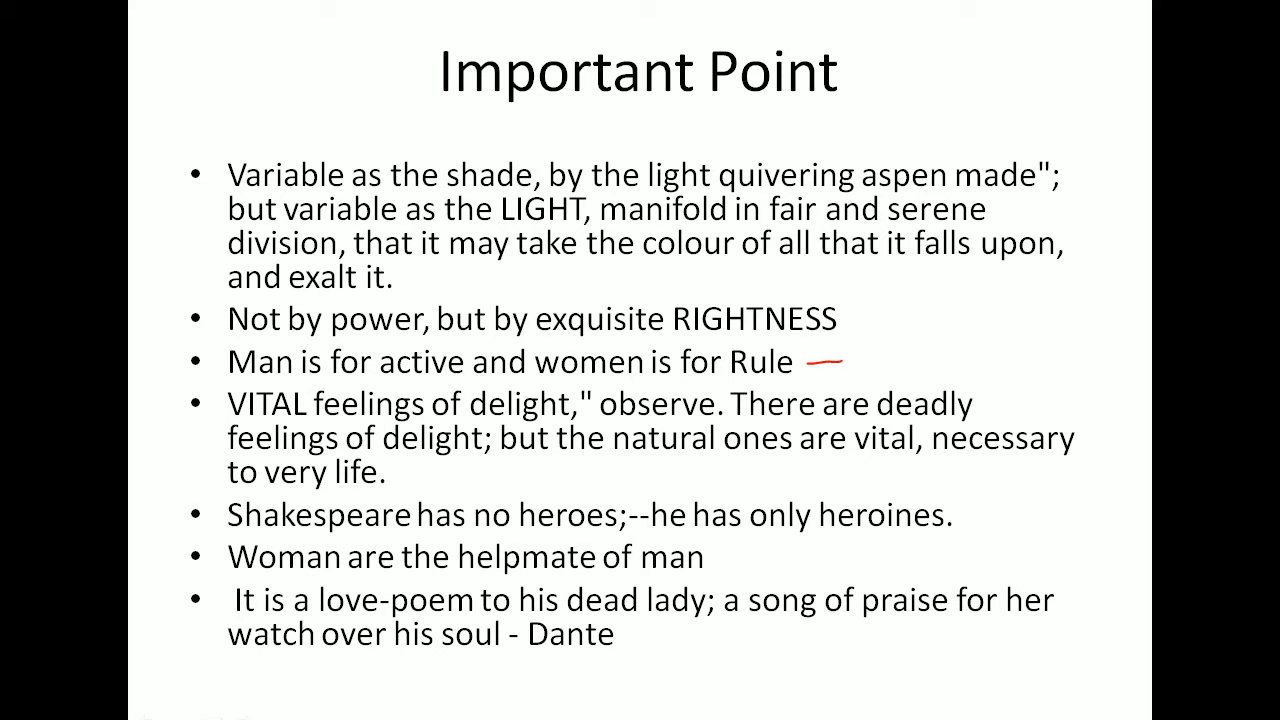 Important Point
• Variable as the shade, by the light quivering aspen made";
but variable as the LIGHT, manifold in fair and serene
division, that it may take the colour of all that it falls upon,
and exalt it.
• Not by power, but by exquisite RIGHTNESS
• Man is for active and women is for Rule
• VITAL feelings of delight," observe. There are deadly
feelings of delight; but the natural ones are vital, necessary
to very life.
• Shakespeare has no heroes;--he has only heroines.
• Woman are the helpmate of man
• It is a love-poem to his dead lady; a song of praise for her
watch over his soul - Dante